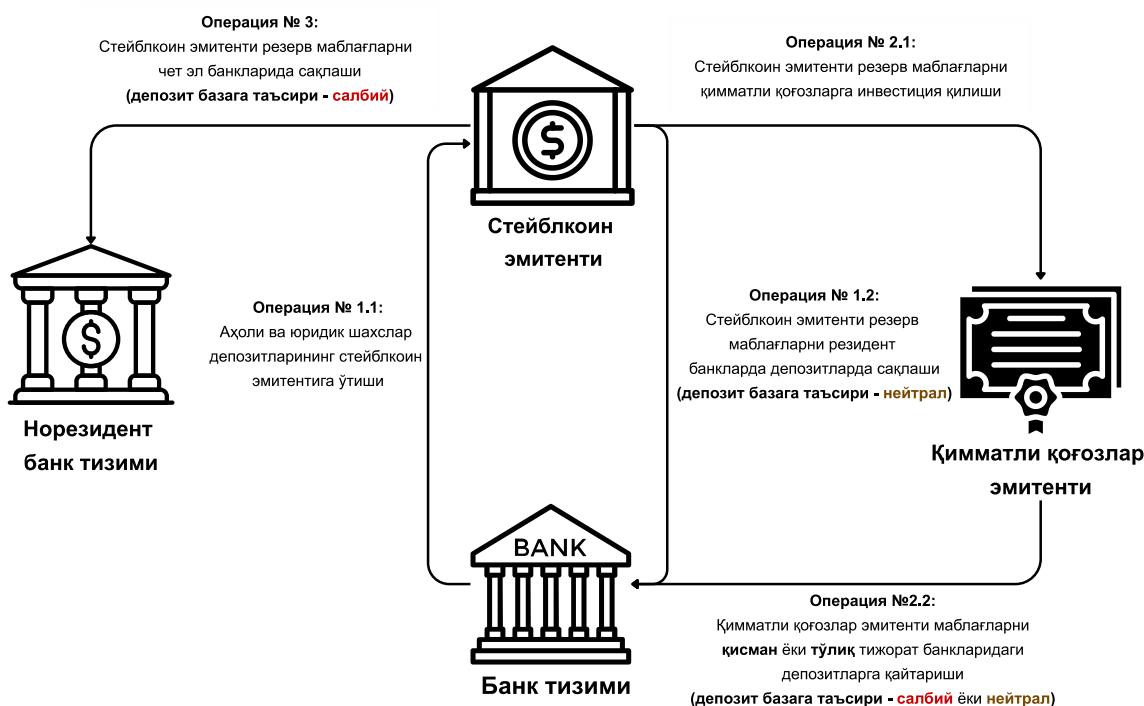 Операция № 3:
Стейблкоин эмитенти резерв маблағларни
чет эл банкларида сақлаши
(депозит базага таъсири - салбий)
Операция № 2.1:
Стейблкоин эмитенти резерв маблағларни
қимматли қоғозларга инвестиция қилиши
Стейблкоин
эмитенти
Операция № 1.1:
Аҳоли ва юридик шахслар
депозитларининг стейблкоин
эмитентига ўтиши
Операция № 1.2:
Стейблкоин эмитенти резерв
маблағларни резидент
банкларда депозитларда сақлаши
(депозит базага таъсири - нейтрал)
Норезидент
банк тизими
Қимматли қоғозлар
эмитенти
BANK
Банк тизими
Операция №2.2:
Қимматли қоғозлар эмитенти маблағларни
қисман ёки тўлиқ тижорат банкларидаги
депозитларга қайтариши
(депозит базага таъсири - салбий ёки нейтрал)